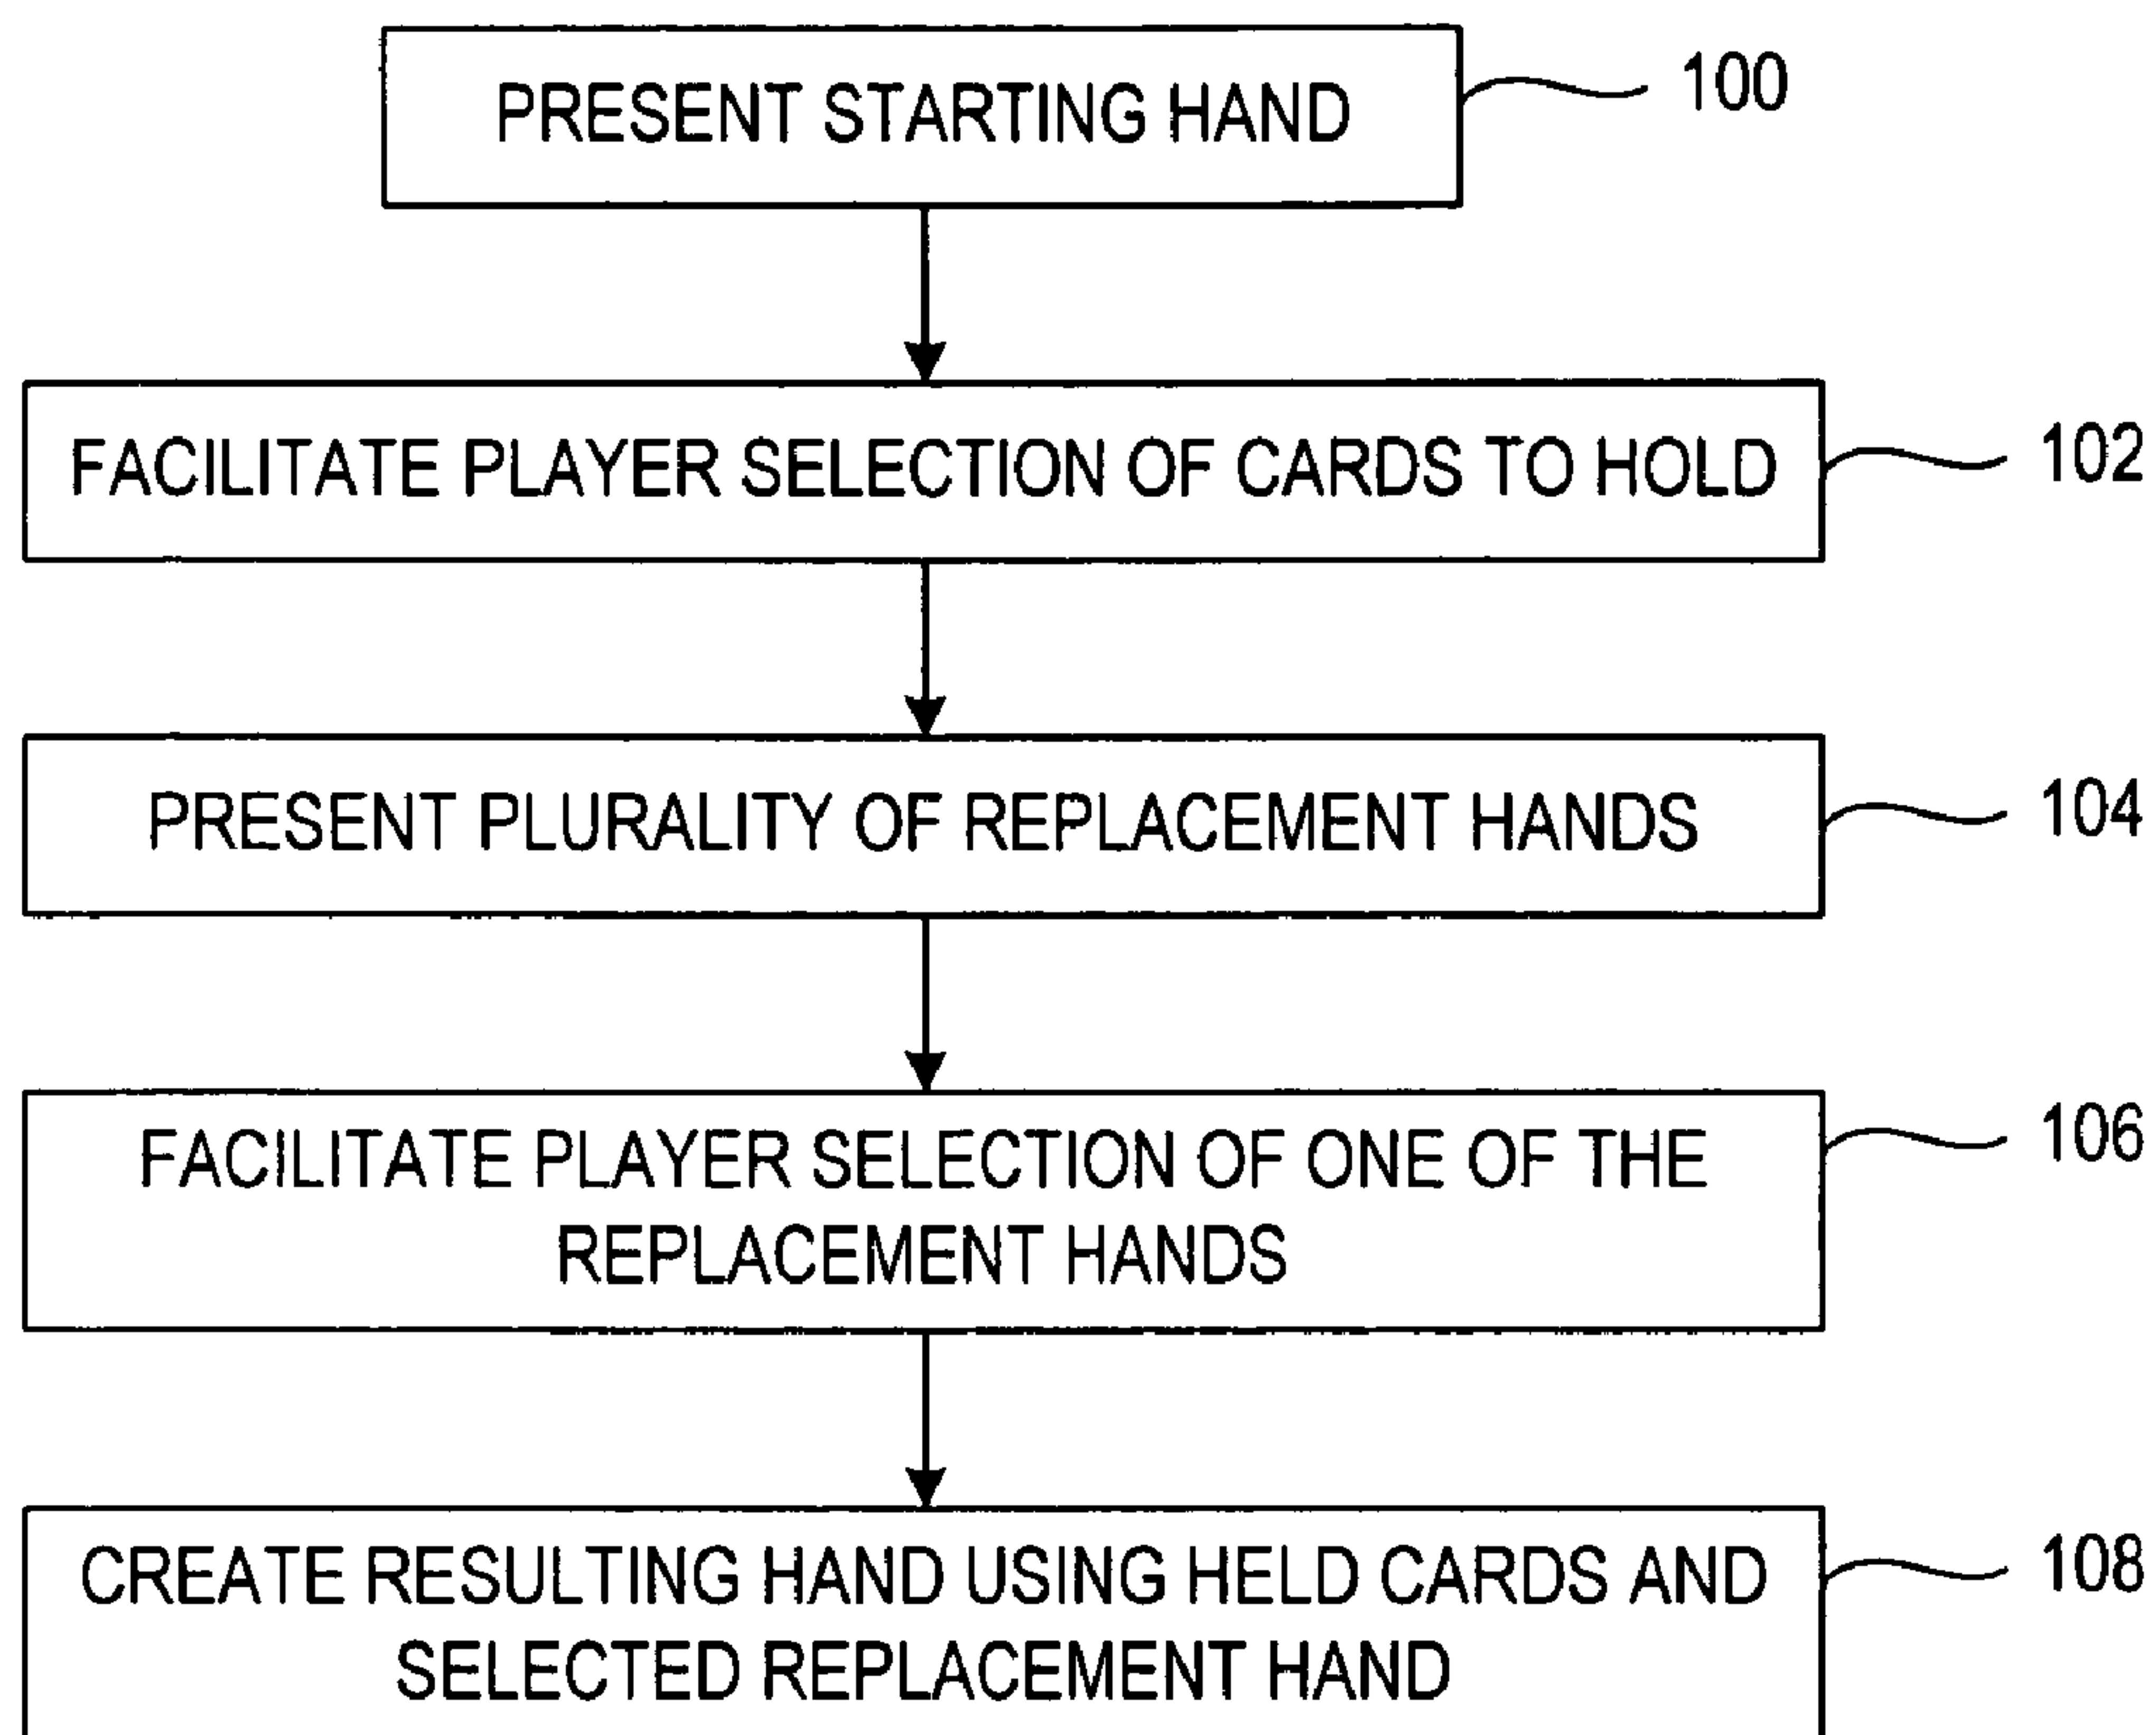 PRESENT STARTING HAND
100
FACILITATE PLAYER SELECTION OF CARDS TO HOLD
102
PRESENT PLURALITY OF REPLACEMENT HANDS
104
FACILITATE PLAYER SELECTION OF ONE OF THE
REPLACEMENT HANDS
106
CREATE RESULTING HAND USING HELD CARDS AND
SELECTED REPLACEMENT HAND
108